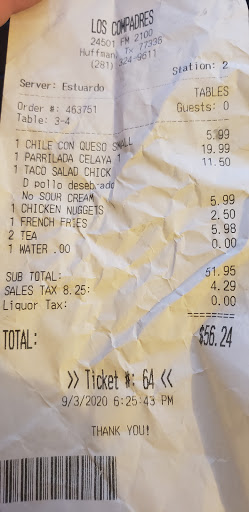 LOS COMPADRES
24501 FM 2100
Huffman, Tx 77336
(281) 324-9611
Station: 2
Server: Estuardo
TABLES
Order #: 463751
Guests: 0
Table: 3-4
1 CHILE CON QUESO SMALL 5.99
1 PARRILADA CELAYA 1 19.99
1 TACO SALAD CHICK 11.50
D pollo desebrado
No SOUR CREAM
1 CHICKEN NUGGETS 5.99
1 FRENCH FRIES 2.50
2 TEA 5.98
1 WATER .00 0.00
SUB TOTAL: 51.95
SALES TAX 8.25: 4.29
Liquor Tax: 0.00
========
TOTAL: $56.24
>> Ticket #: 64 <<
9/3/2020 6:25:43 PM
THANK YOU!